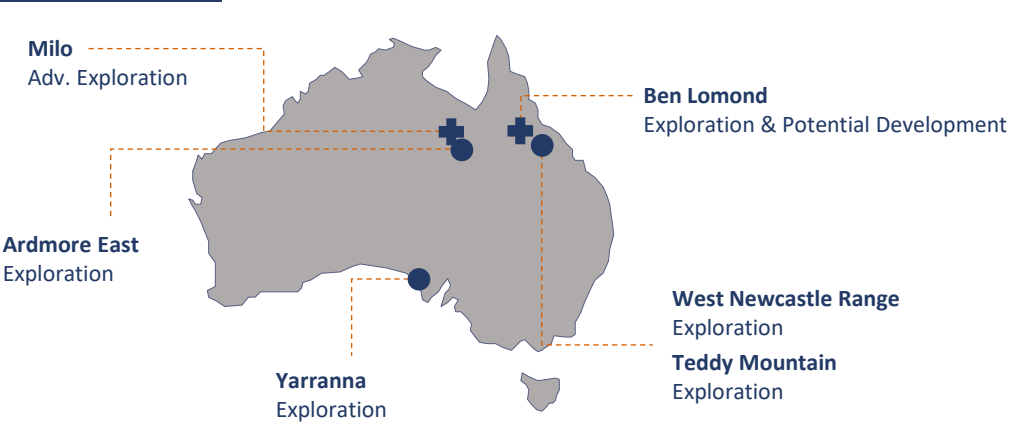 Milo
Adv. Exploration
Ben Lomond
Exploration & Potential Development
Ardmore East
Exploration
West Newcastle Range
Exploration
Teddy Mountain
Exploration
Yarranna
Exploration